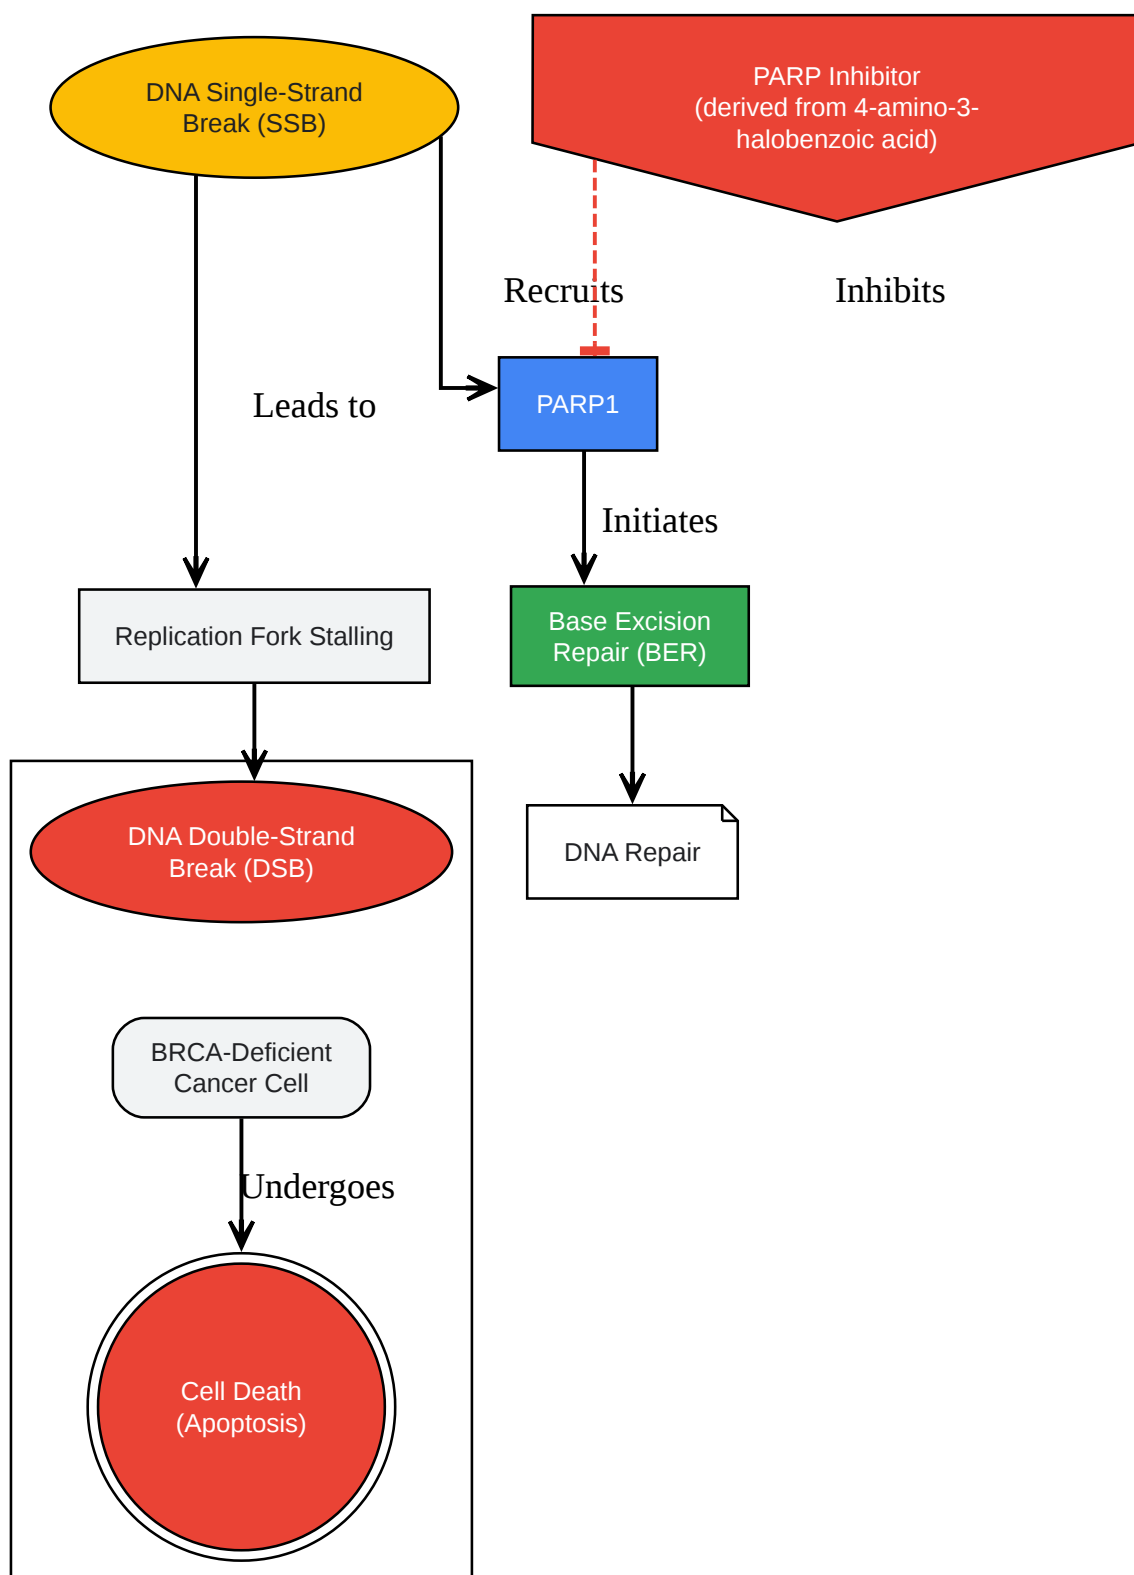 DNA Single-Strand
Break (SSB)
PARP Inhibitor
(derived from 4-amino-3-
halobenzoic acid)
Recruits
Inhibits
Leads to
PARP1
Initiates
Replication Fork Stalling
Base Excision
Repair (BER)
DNA Double-Strand
Break (DSB)
DNA Repair
BRCA-Deficient
Cancer Cell
Undergoes
Cell Death
(Apoptosis)